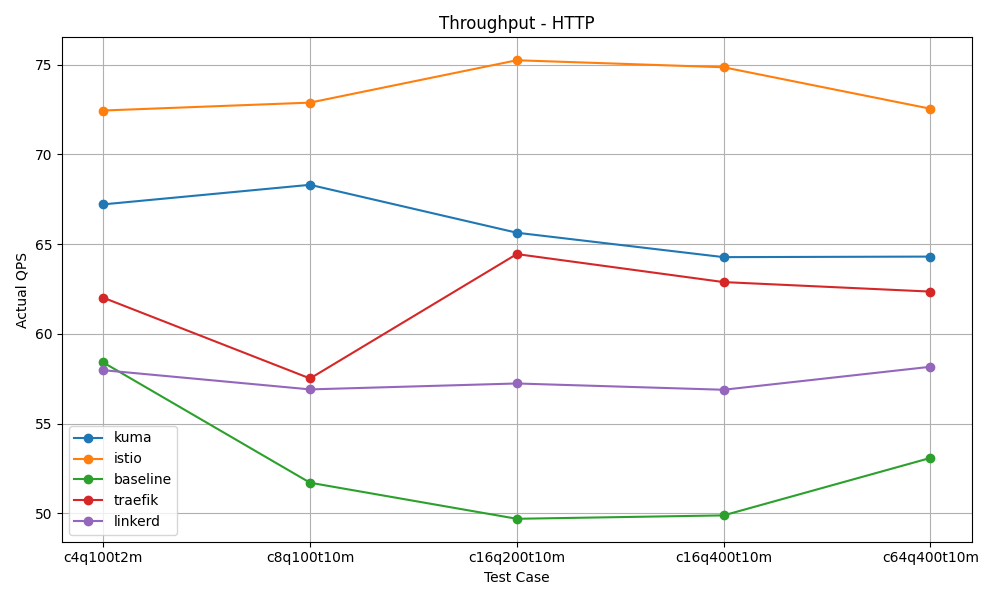 Throughput - HTTP
Actual QPS
75
70
65
60
55
50
kuma
istio
baseline
traefik
linkerd
c4q100t2m c8q100t10m c16q200t10m c16q400t10m c64q400t10m
Test Case